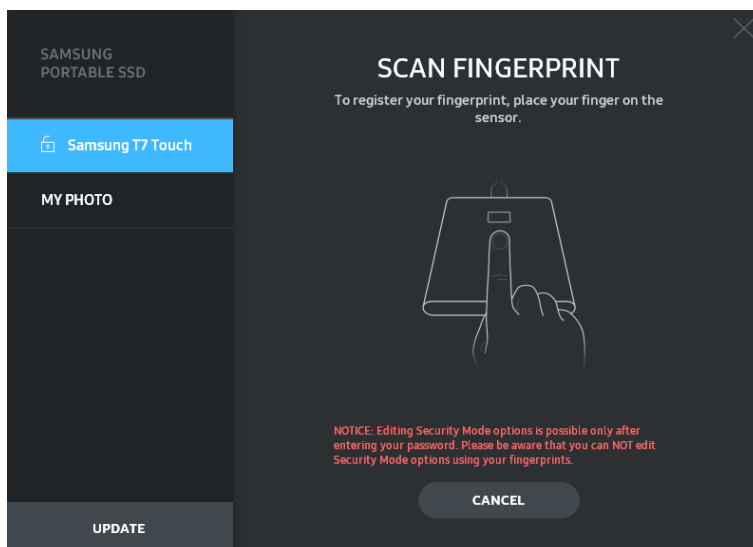 SAMSUNG
PORTABLE SSD
Samsung T7 Touch
MY PHOTO
UPDATE
SCAN FINGERPRINT
To register your fingerprint, place your finger on the
sensor.
NOTICE: Editing Security Mode options is possible only after
entering your password. Please be aware that you can NOT edit
Security Mode options using your fingerprints.
CANCEL